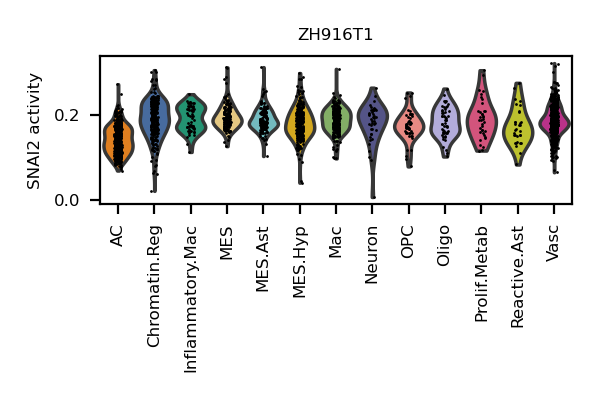 ZH916T1
SNAI2 activity
0.2
0.0
AC
Chromatin.Reg
Inflammatory.Mac
MES
MES.Ast
MES.Hyp
Mac
Neuron
OPC
Oligo
Prolif.Metab
Reactive.Ast
Vasc